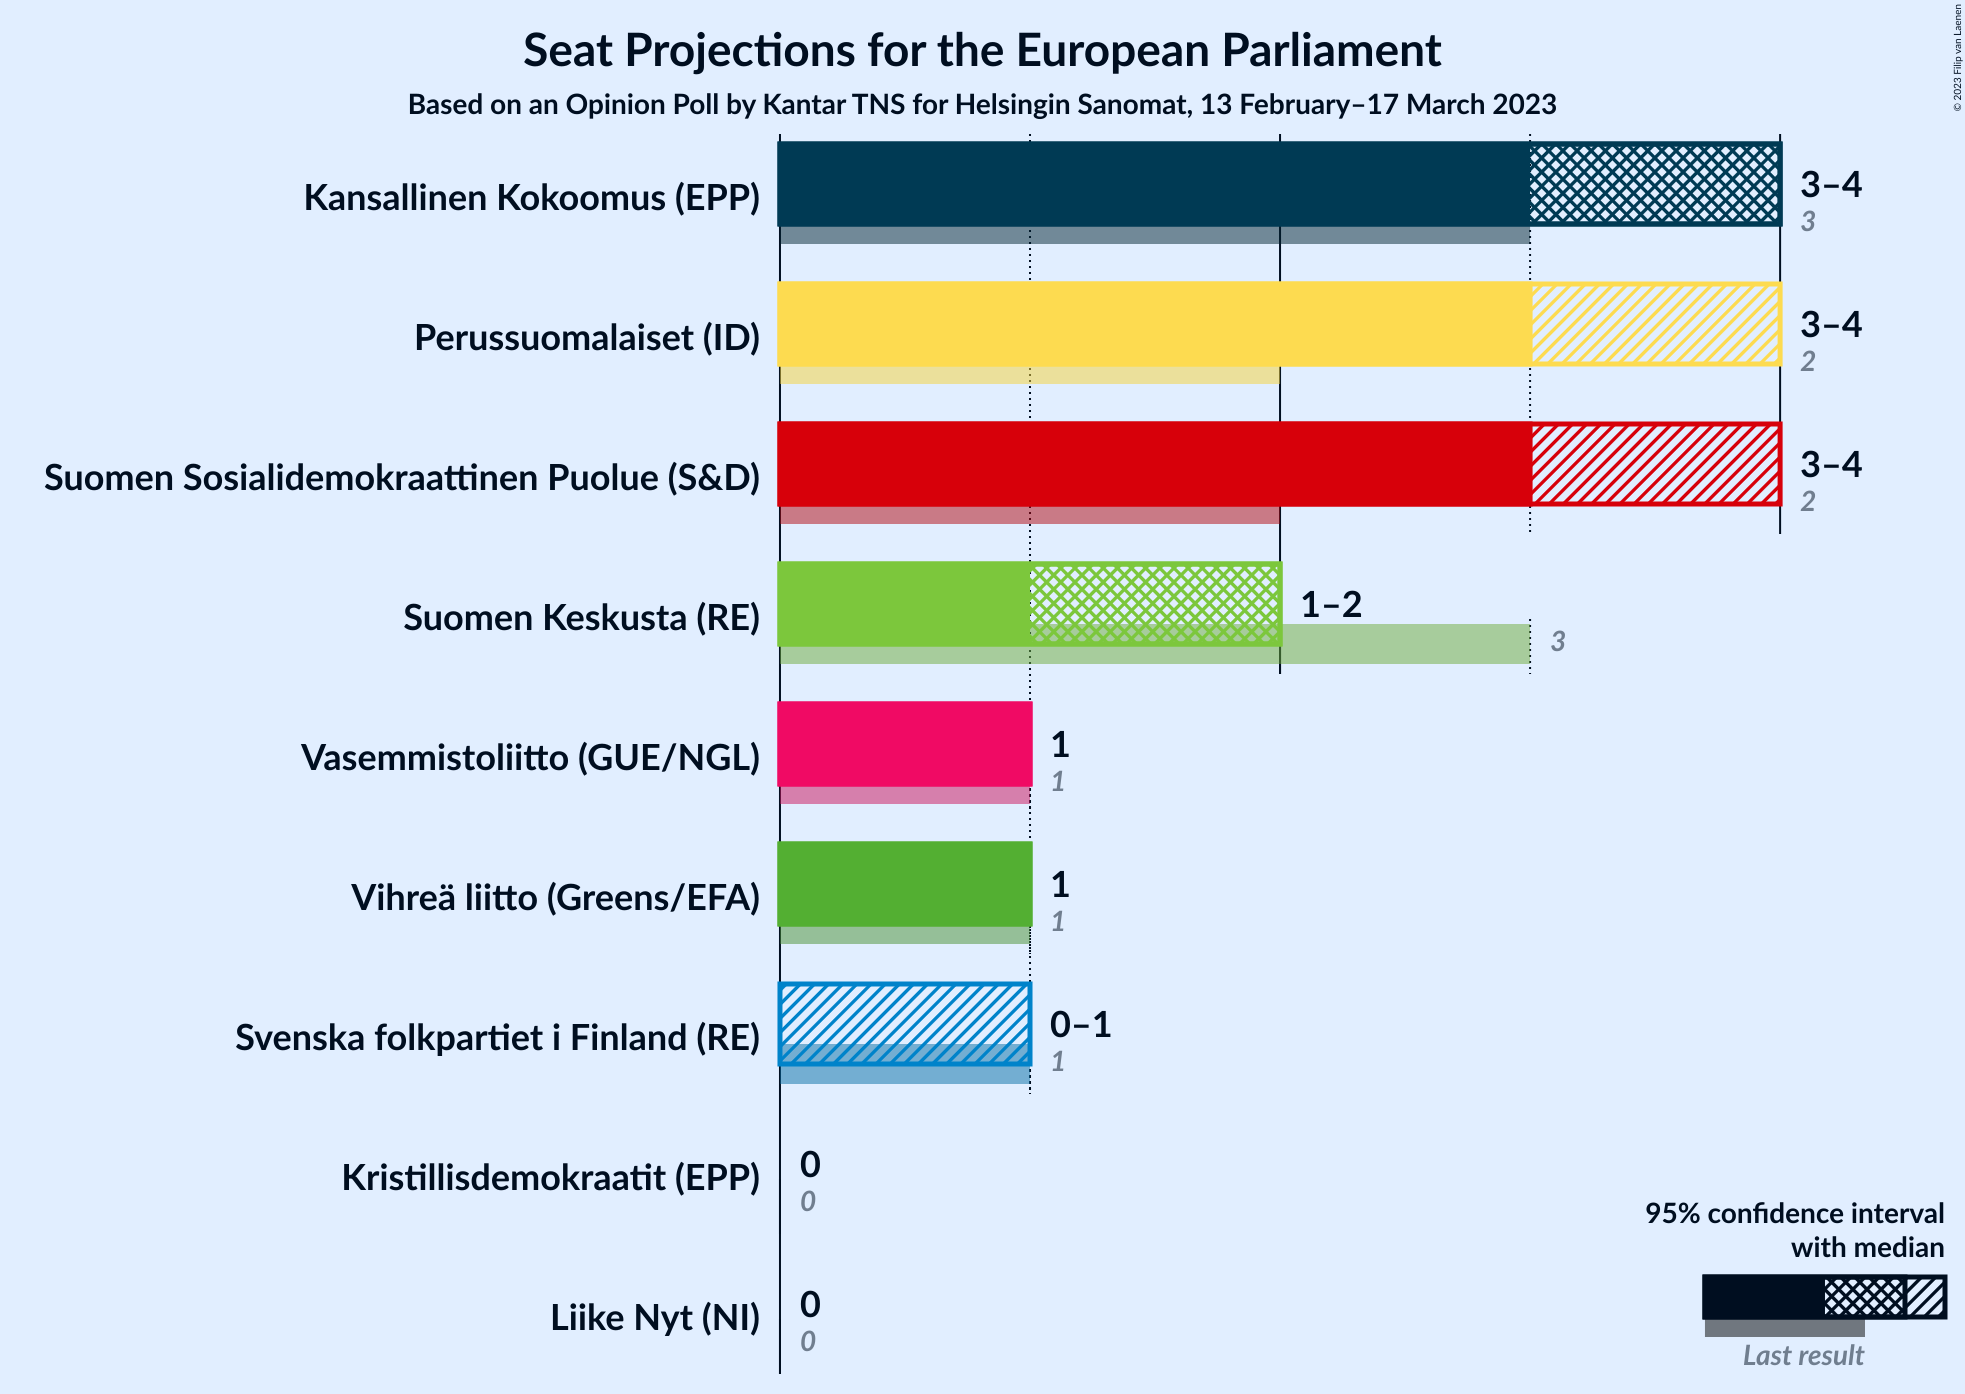 Seat Projections for the European Parliament
Based on an Opinion Poll by Kantar TNS for Helsingin Sanomat, 13 February–17 March 2023
© 2023 Filip van Laenen
Kansallinen Kokoomus (EPP)
3–4
3
Perussuomalaiset (ID)
3–4
2
Suomen Sosialidemokraattinen Puolue (S&D)
3–4
2
Suomen Keskusta (RE)
1–2
3
Vasemmistoliitto (GUE/NGL)
1
1
Vihreä liitto (Greens/EFA)
1
1
Svenska folkpartiet i Finland (RE)
0–1
1
Kristillisdemokraatit (EPP)
0
0
Liike Nyt (NI)
0
0
95% confidence interval
with median
Last result